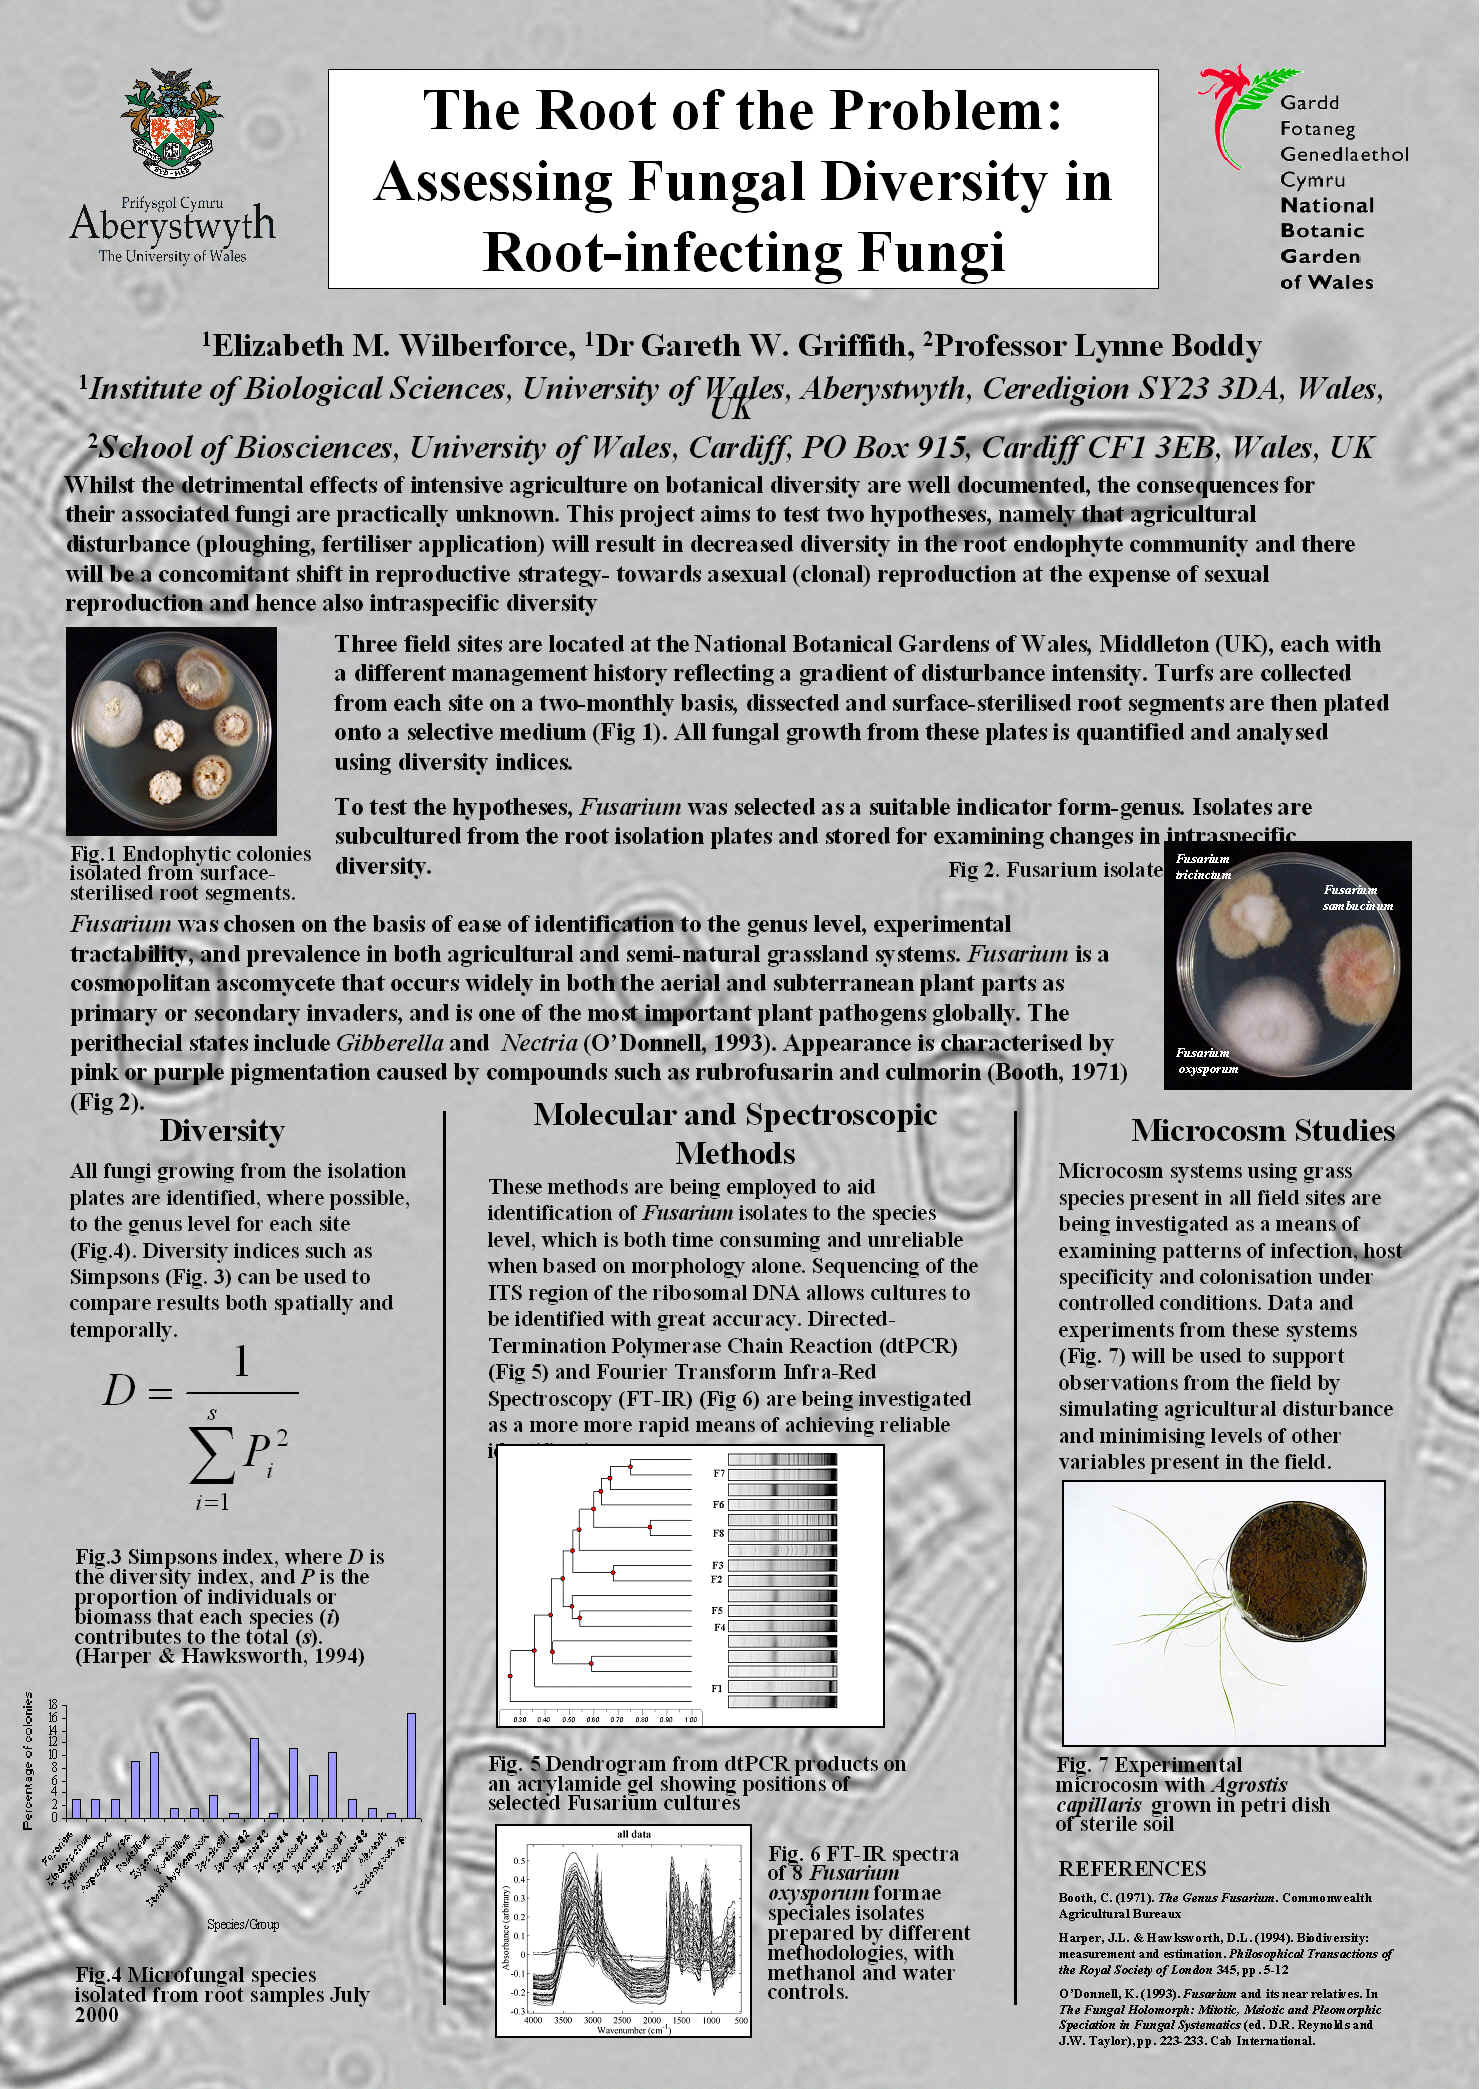 Prifysgol Cymru
Aberystwyth
The University of Wales
The Root of the Problem:
Assessing Fungal Diversity in
Root-infecting Fungi
Gardd
Fotaneg
Genedlaethol
Cymru
National
Botanic
Garden
of Wales
¹Elizabeth M. Wilberforce, ¹Dr Gareth W. Griffith, ²Professor Lynne Boddy
¹Institute of Biological Sciences, University of Wales, Aberystwyth, Ceredigion SY23 3DA, Wales,
UK
²School of Biosciences, University of Wales, Cardiff, PO Box 915, Cardiff CF1 3EB, Wales, UK
Whilst the detrimental effects of intensive agriculture on botanical diversity are well documented, the consequences for
their associated fungi are practically unknown. This project aims to test two hypotheses, namely that agricultural
disturbance (ploughing, fertiliser application) will result in decreased diversity in the root endophyte community and there
will be a concomitant shift in reproductive strategy- towards asexual (clonal) reproduction at the expense of sexual
reproduction and hence also intraspecific diversity
Three field sites are located at the National Botanical Gardens of Wales, Middleton (UK), each with
a different management history reflecting a gradient of disturbance intensity. Turfs are collected
from each site on a two-monthly basis, dissected and surface-sterilised root segments are then plated
onto a selective medium (Fig 1). All fungal growth from these plates is quantified and analysed
using diversity indices.
To test the hypotheses, Fusarium was selected as a suitable indicator form-genus. Isolates are
subcultured from the root isolation plates and stored for examining changes in intraspecific
diversity.
Fig.1 Endophytic colonies
isolated from surface-
sterilised root segments.
Fig 2. Fusarium isolate
Fusarium
tricinctum
Fusarium
sambucinum
Fusarium
oxysporum
Fusarium was chosen on the basis of ease of identification to the genus level, experimental
tractability, and prevalence in both agricultural and semi-natural grassland systems. Fusarium is a
cosmopolitan ascomycete that occurs widely in both the aerial and subterranean plant parts as
primary or secondary invaders, and is one of the most important plant pathogens globally. The
perithecial states include Gibberella and Nectria (O'Donnell, 1993). Appearance is characterised by
pink or purple pigmentation caused by compounds such as rubrofusarin and culmorin (Booth, 1971)
(Fig 2).
Diversity
All fungi growing from the isolation
plates are identified, where possible,
to the genus level for each site
(Fig.4). Diversity indices such as
Simpsons (Fig. 3) can be used to
compare results both spatially and
temporally.
D = 1 / s Σ i=1 Pᵢ²
Fig.3 Simpsons index, where D is
the diversity index, and P is the
proportion of individuals or
biomass that each species (i)
contributes to the total (s).
(Harper & Hawksworth, 1994)
Percentage of colonies
18
16
14
12
10
8
6
4
2
0
Species/Group
Fig.4 Microfungal species
isolated from root samples July
2000
Molecular and Spectroscopic
Methods
These methods are being employed to aid
identification of Fusarium isolates to the species
level, which is both time consuming and unreliable
when based on morphology alone. Sequencing of the
ITS region of the ribosomal DNA allows cultures to
be identified with great accuracy. Directed-
Termination Polymerase Chain Reaction (dtPCR)
(Fig 5) and Fourier Transform Infra-Red
Spectroscopy (FT-IR) (Fig 6) are being investigated
as a more more rapid means of achieving reliable
F7
F6
F8
F3
F2
F5
F4
F1
0.30 0.40 0.50 0.60 0.70 0.80 0.90 1.00
Fig. 5 Dendrogram from dtPCR products on
an acrylamide gel showing positions of
selected Fusarium cultures
all data
Absorbance (arbitrary)
0.5
0.4
0.3
0.2
0.1
0
-0.1
-0.2
-0.3
4000 3500 3000 2500 2000 1500 1000 500
Wavenumber (cm⁻¹)
Fig. 6 FT-IR spectra
of 8 Fusarium
oxysporum formae
speciales isolates
prepared by different
methodologies, with
methanol and water
controls.
Microcosm Studies
Microcosm systems using grass
species present in all field sites are
being investigated as a means of
examining patterns of infection, host
specificity and colonisation under
controlled conditions. Data and
experiments from these systems
(Fig. 7) will be used to support
observations from the field by
simulating agricultural disturbance
and minimising levels of other
variables present in the field.
Fig. 7 Experimental
microcosm with Agrostis
capillaris grown in petri dish
of sterile soil
REFERENCES
Booth, C. (1971). The Genus Fusarium. Commonwealth
Agricultural Bureaux
Harper, J.L. & Hawksworth, D.L. (1994). Biodiversity:
measurement and estimation. Philosophical Transactions of
the Royal Society of London 345, pp. 5-12
O'Donnell, K. (1993). Fusarium and its near relatives. In
The Fungal Holomorph: Mitotic, Meiotic and Pleomorphic
Speciation in Fungal Systematics (ed. D.R. Reynolds and
J.W. Taylor), pp. 223-233. Cab International.